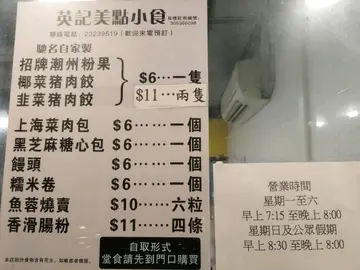 英記美點小食
聯絡電話:23239519(歡迎來電預訂)
馳名自家製
招牌潮州粉果
椰菜豬肉餃
韭菜豬肉餃
$6…一隻
$11…兩隻
上海菜肉包 $6……一個
黑芝麻糖心包 $6……一個
饅頭 $6……一個
糯米卷 $6……一個
魚蓉燒賣 $10……六粒
香滑腸粉 $11……四條
自取形式
堂食請先到門口購買
營業時間
星期一至六
早上 7:15 至晚上 8:00
星期日及公眾假期
早上 8:30 至晚上 8:00